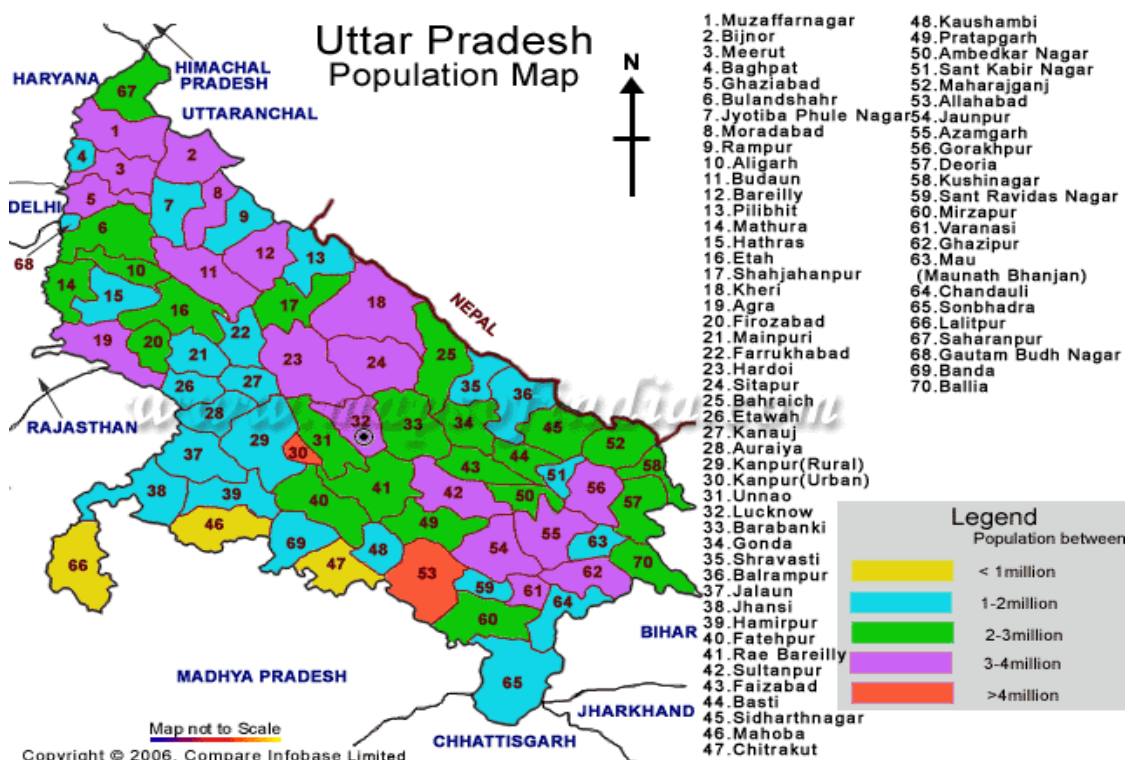 Uttar Pradesh
Population Map
N
HARYANA
HIMACHAL
PRADESH
UTTARANCHAL
DELHI
NEPAL
RAJASTHAN
MADHYA PRADESH
BIHAR
JHARKHAND
CHHATTISGARH
67
1
2
4
3
5
8
7
9
6
68
12
13
11
10
14
15
16
17
18
22
19
20
21
23
24
25
26
27
35
36
28
32
33
34
45
52
29
30
31
44
58
43
51
56
37
41
42
50
57
38
39
40
46
49
55
63
54
70
69
48
62
66
47
53
59
61
64
60
65
www.mapsofindia.com
Map not to Scale
Copyright © 2006, Compare Infobase Limited
1.Muzaffarnagar
2.Bijnor
3.Meerut
4.Baghpat
5.Ghaziabad
6.Bulandshahr
7.Jyotiba Phule Nagar
8.Moradabad
9.Rampur
10.Aligarh
11.Budaun
12.Bareilly
13.Pilibhit
14.Mathura
15.Hathras
16.Etah
17.Shahjahanpur
18.Kheri
19.Agra
20.Firozabad
21.Mainpuri
22.Farrukhabad
23.Hardoi
24.Sitapur
25.Bahraich
26.Etawah
27.Kanauj
28.Auraiya
29.Kanpur(Rural)
30.Kanpur(Urban)
31.Unnao
32.Lucknow
33.Barabanki
34.Gonda
35.Shravasti
36.Balrampur
37.Jalaun
38.Jhansi
39.Hamirpur
40.Fatehpur
41.Rae Bareilly
42.Sultanpur
43.Faizabad
44.Basti
45.Sidharthnagar
46.Mahoba
47.Chitrakut
48.Kaushambi
49.Pratapgarh
50.Ambedkar Nagar
51.Sant Kabir Nagar
52.Maharajganj
53.Allahabad
54.Jaunpur
55.Azamgarh
56.Gorakhpur
57.Deoria
58.Kushinagar
59.Sant Ravidas Nagar
60.Mirzapur
61.Varanasi
62.Ghazipur
63.Mau
(Maunath Bhanjan)
64.Chandauli
65.Sonbhadra
66.Lalitpur
67.Saharanpur
68.Gautam Budh Nagar
69.Banda
70.Ballia
Legend
Population between
< 1million
1-2million
2-3million
3-4million
>4million